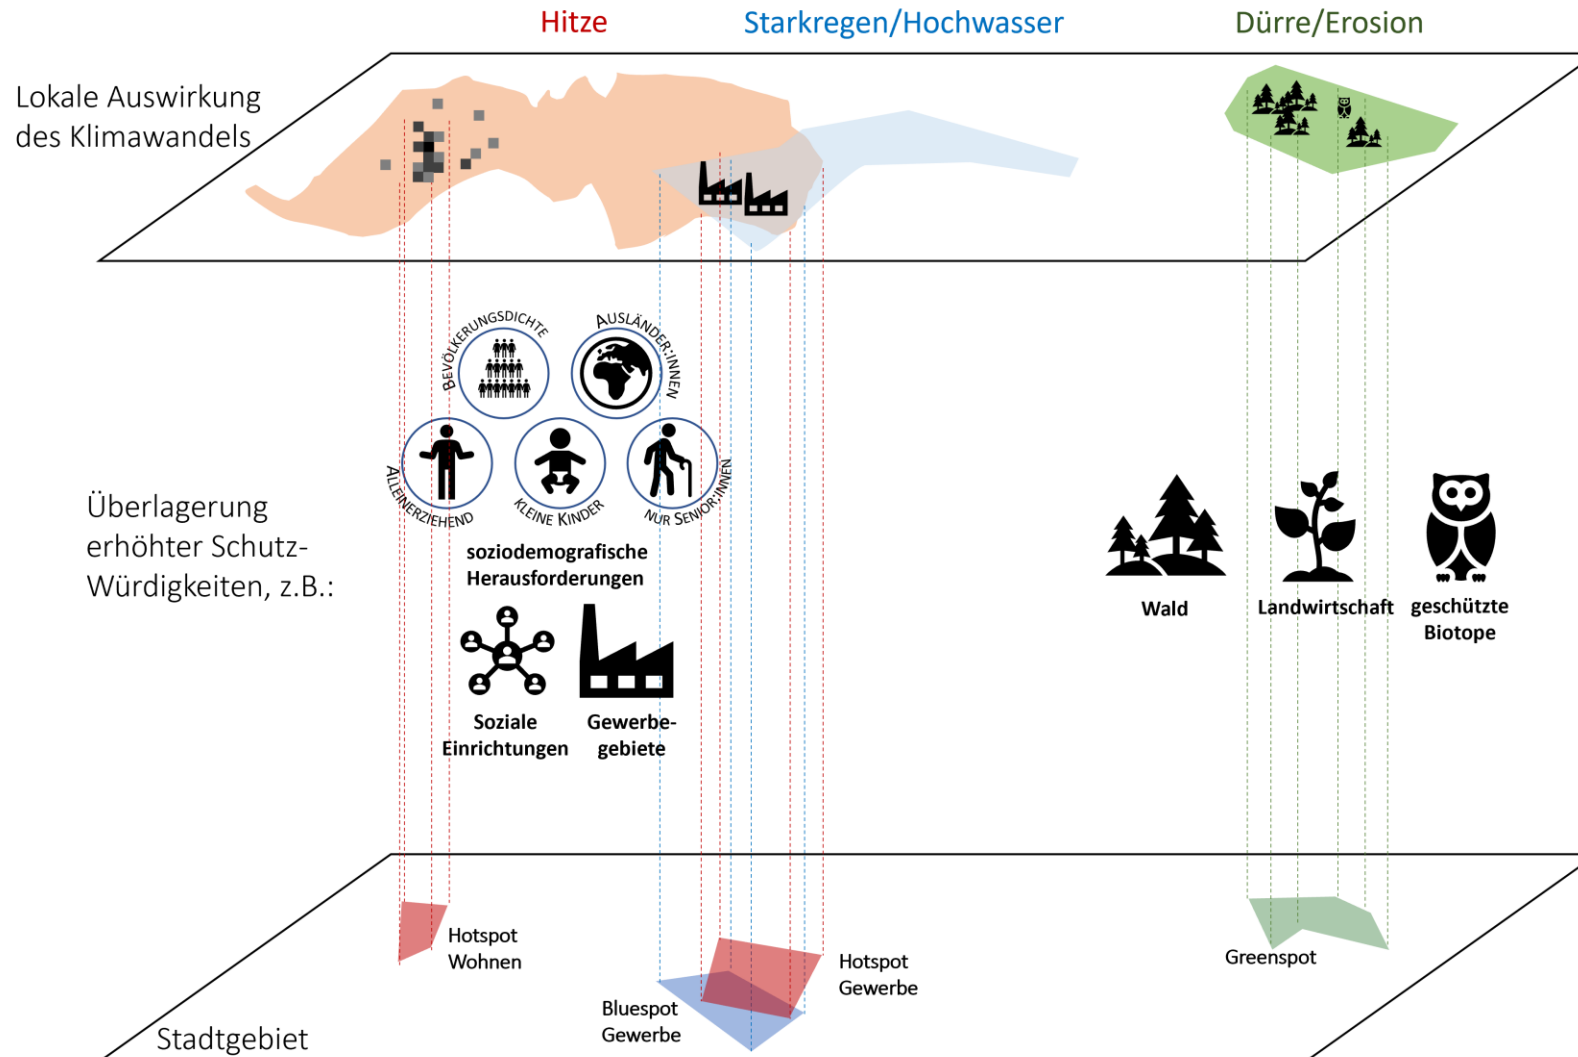 Hitze
Starkregen/Hochwasser
Dürre/Erosion
Lokale Auswirkung
des Klimawandels
BEVÖLKERUNGSDICHTE
AUSLÄNDER:INNEN
ALLEINERZIEHEND
KLEINE KINDER
NUR SENIOR:INNEN
Überlagerung
erhöhter Schutz-
Würdigkeiten, z.B.:
soziodemografische
Herausforderungen
Wald
Landwirtschaft
geschützte
Biotope
Soziale
Einrichtungen
Gewerbe-
gebiete
Hotspot
Wohnen
Bluespot
Gewerbe
Hotspot
Gewerbe
Greenspot
Stadtgebiet